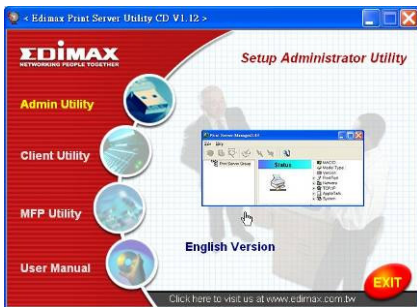 < Edimax Print Server Utility CD V1.12 >
EDIMAX
NETWORKING PEOPLE TOGETHER
Setup Administrator Utility
Admin Utility
Client Utility
MFP Utility
User Manual
Status
English Version
EXIT
Click here to visit us at www.edimax.com.tw